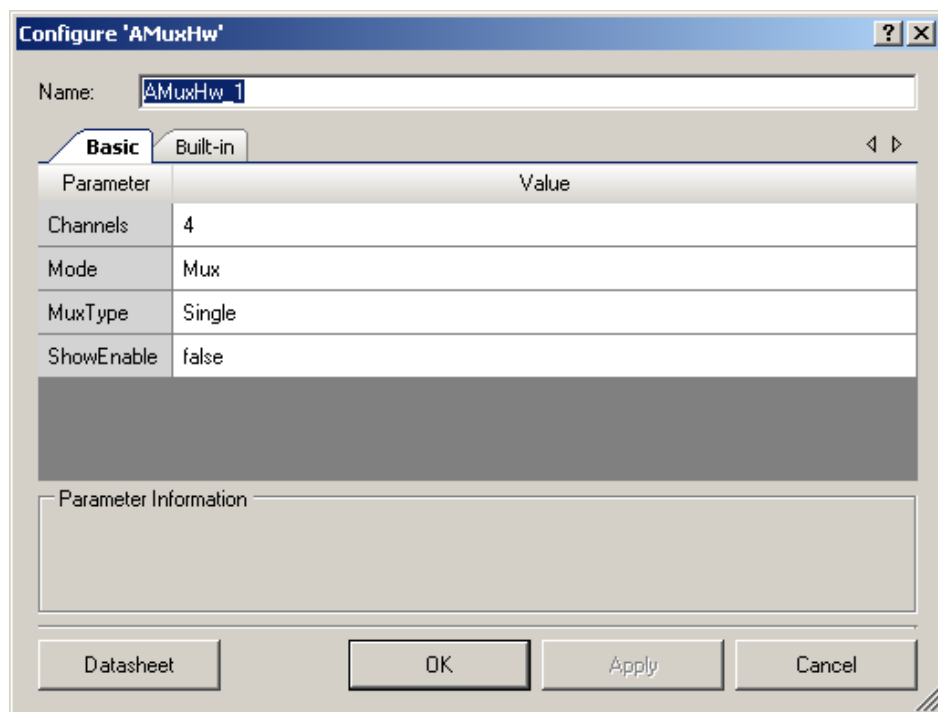 Configure 'AMuxHw'
Name: AMuxHw_1
Basic Built-in
Parameter Value
Channels 4
Mode Mux
MuxType Single
ShowEnable false
Parameter Information
Datasheet OK Apply Cancel